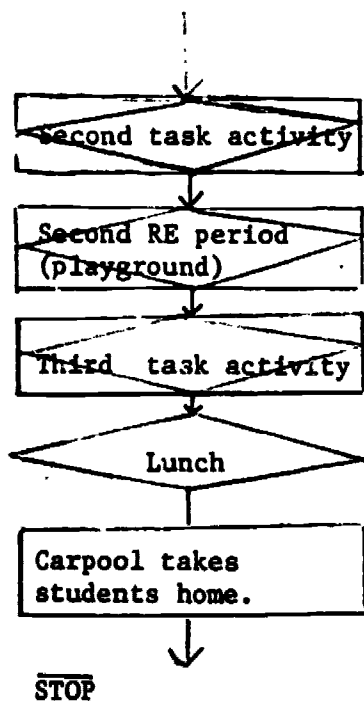 Second task activity
Second RE period
(playground)
Third task activity
Lunch
Carpool takes
students home.
STOP